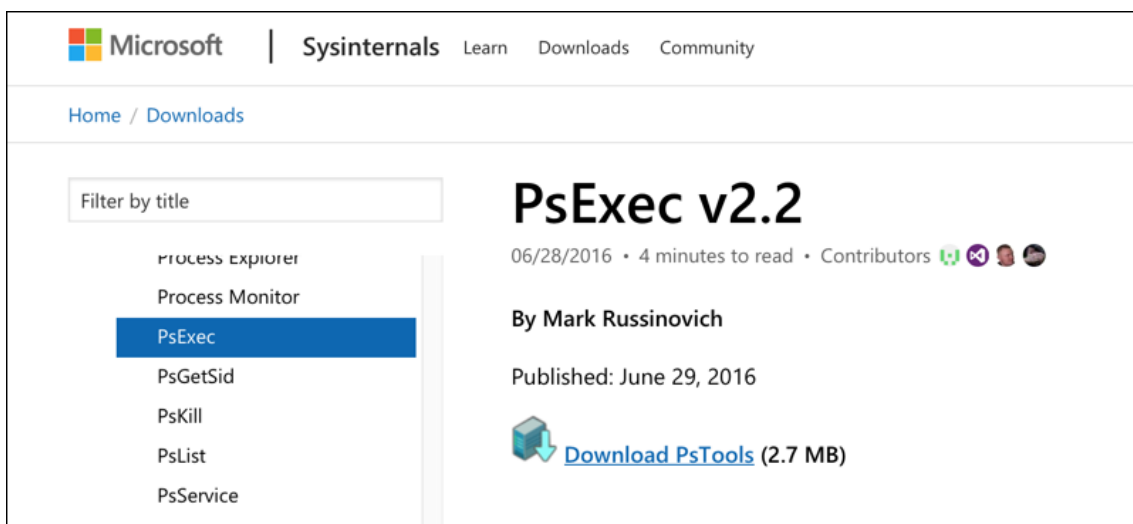 Microsoft | Sysinternals Learn Downloads Community
Home / Downloads
Filter by title
Process Explorer
Process Monitor
PsExec
PsGetSid
PsKill
PsList
PsService
PsExec v2.2
06/28/2016 • 4 minutes to read • Contributors
By Mark Russinovich
Published: June 29, 2016
Download PsTools (2.7 MB)